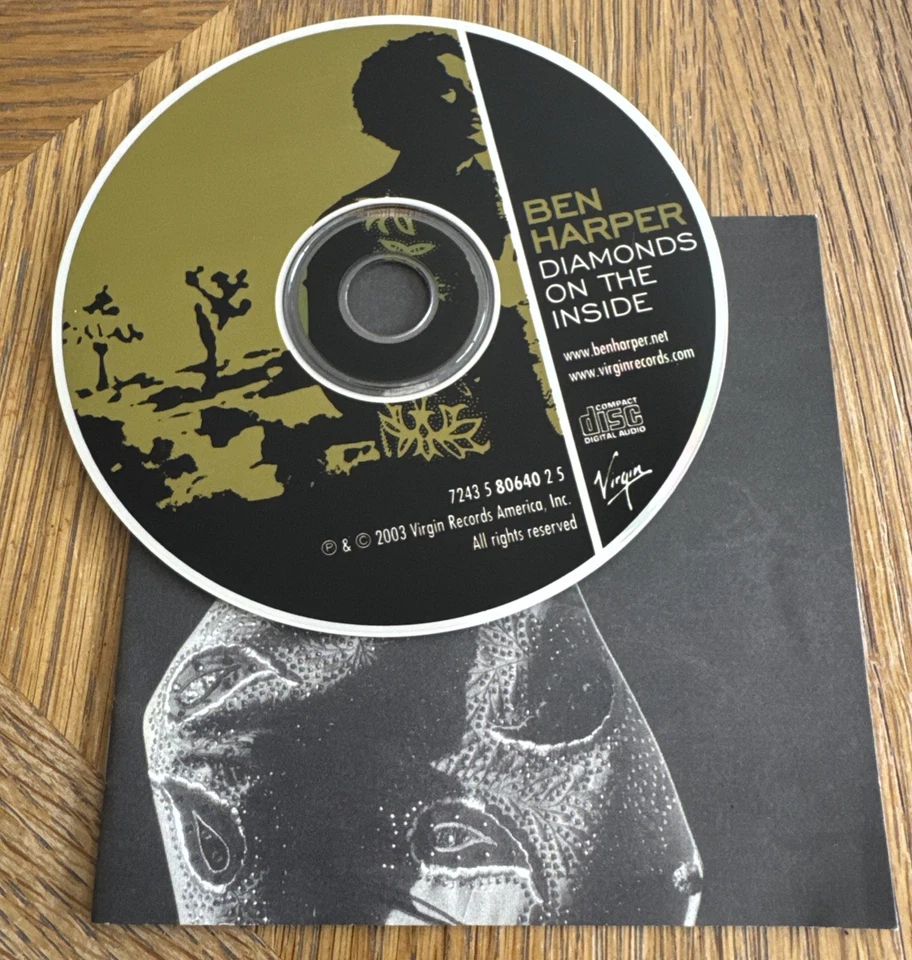 BEN
HARPER
DIAMONDS
ON THE
INSIDE
www.benharper.net
www.virginrecords.com
COMPACT
disc
DIGITAL AUDIO
Virgin
7243 5 80640 2 5
Ⓟ & © 2003 Virgin Records America, Inc.
All rights reserved